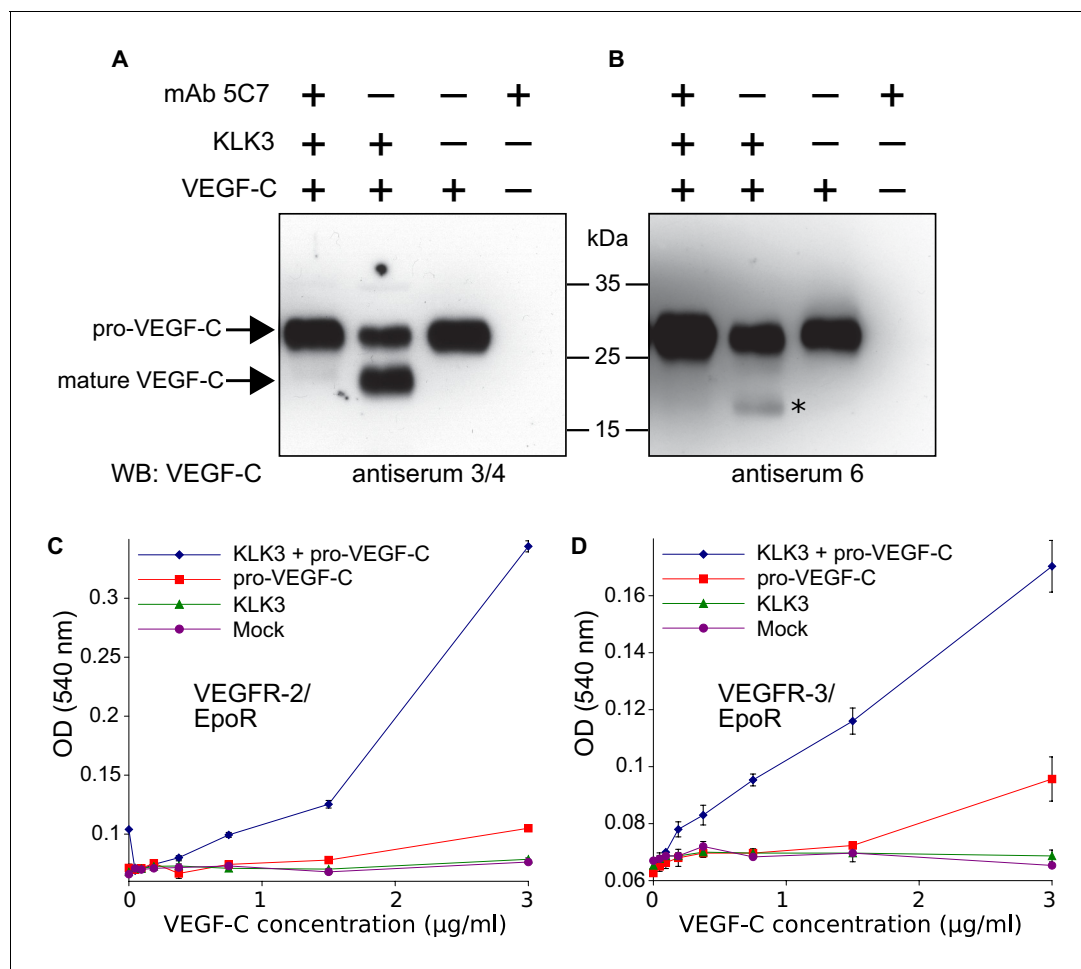 A
B
mAb 5C7 + − − + + − − +
KLK3 + + − − + + − −
VEGF-C + + + − + + + −
kDa
35
pro-VEGF-C
25
mature VEGF-C
*
15
WB: VEGF-C antiserum 3/4 antiserum 6
C
KLK3 + pro-VEGF-C
pro-VEGF-C
KLK3
Mock
VEGFR-2/
EpoR
OD (540 nm)
0.3
0.25
0.2
0.15
0.1
0 1 2 3
VEGF-C concentration (µg/ml)
D
KLK3 + pro-VEGF-C
pro-VEGF-C
KLK3
Mock
VEGFR-3/
EpoR
OD (540 nm)
0.16
0.14
0.12
0.1
0.08
0.06
0 1 2 3
VEGF-C concentration (µg/ml)